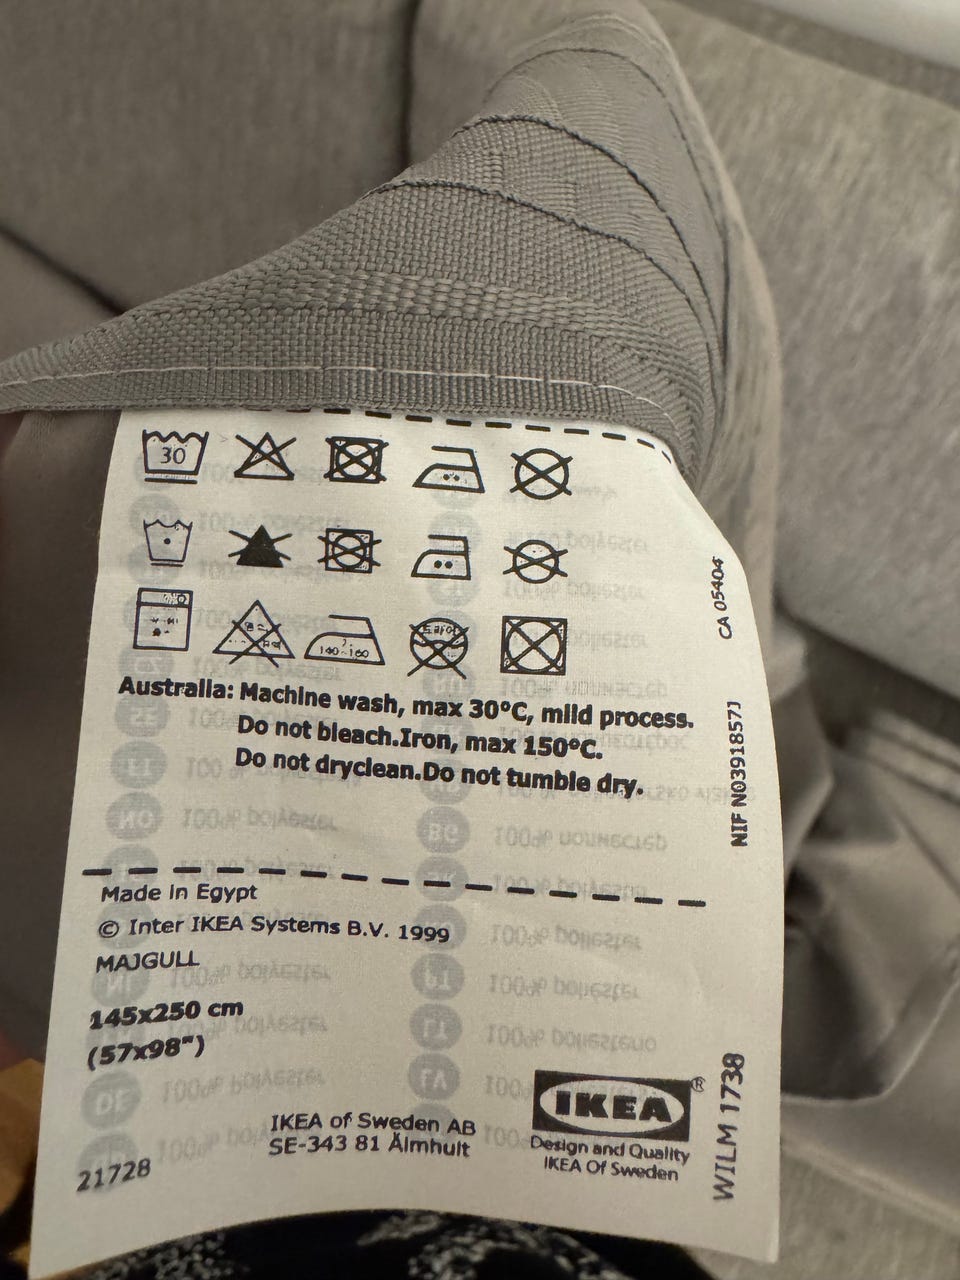 30
Australia: Machine wash, max 30°C, mild process.
Do not bleach.Iron, max 150°C.
Do not dryclean.Do not tumble dry.
CA 05404
NIF N0391857J
Made in Egypt
© Inter IKEA Systems B.V. 1999
MAJGULL
145x250 cm
(57x98")
IKEA of Sweden AB
SE-343 81 Älmhult
21728
IKEA®
Design and Quality
IKEA Of Sweden
WILM 1738